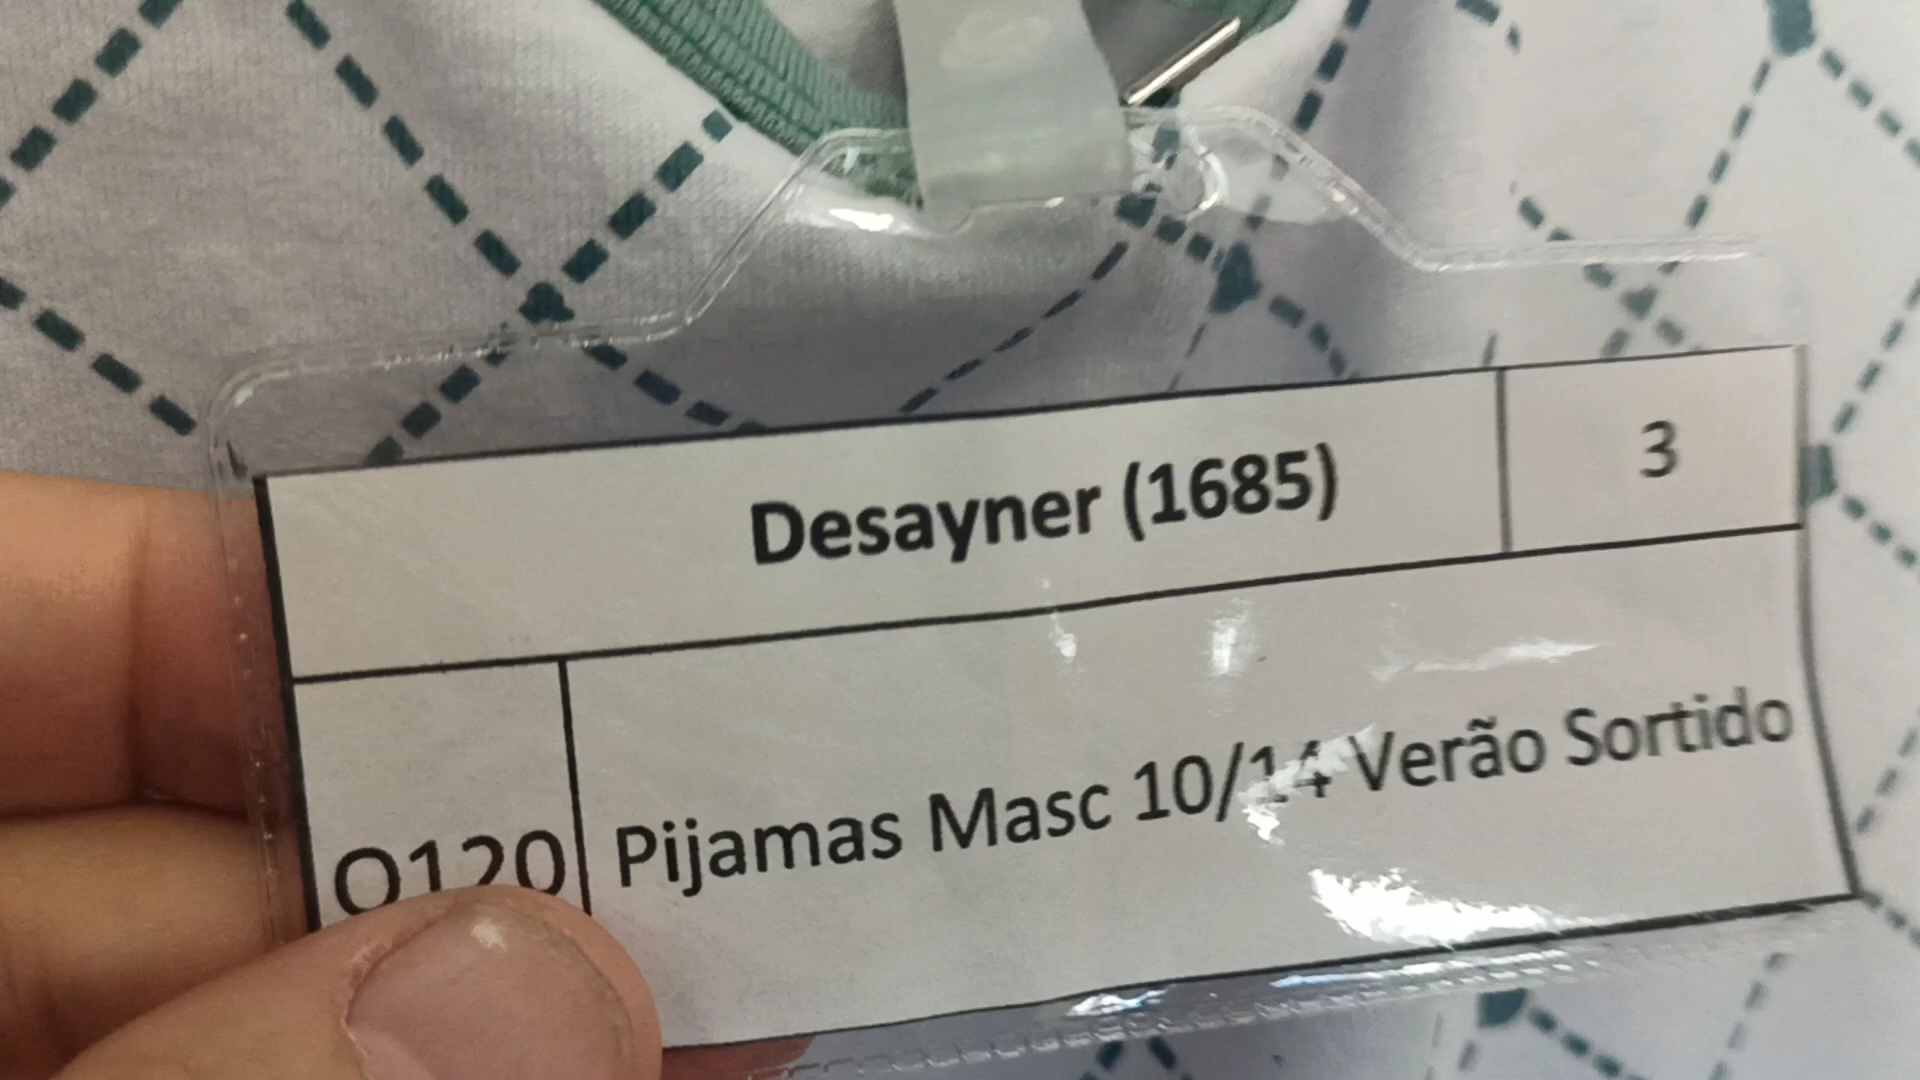 Desayner (1685)
3
O120
Pijamas Masc 10/14 Verão Sortido